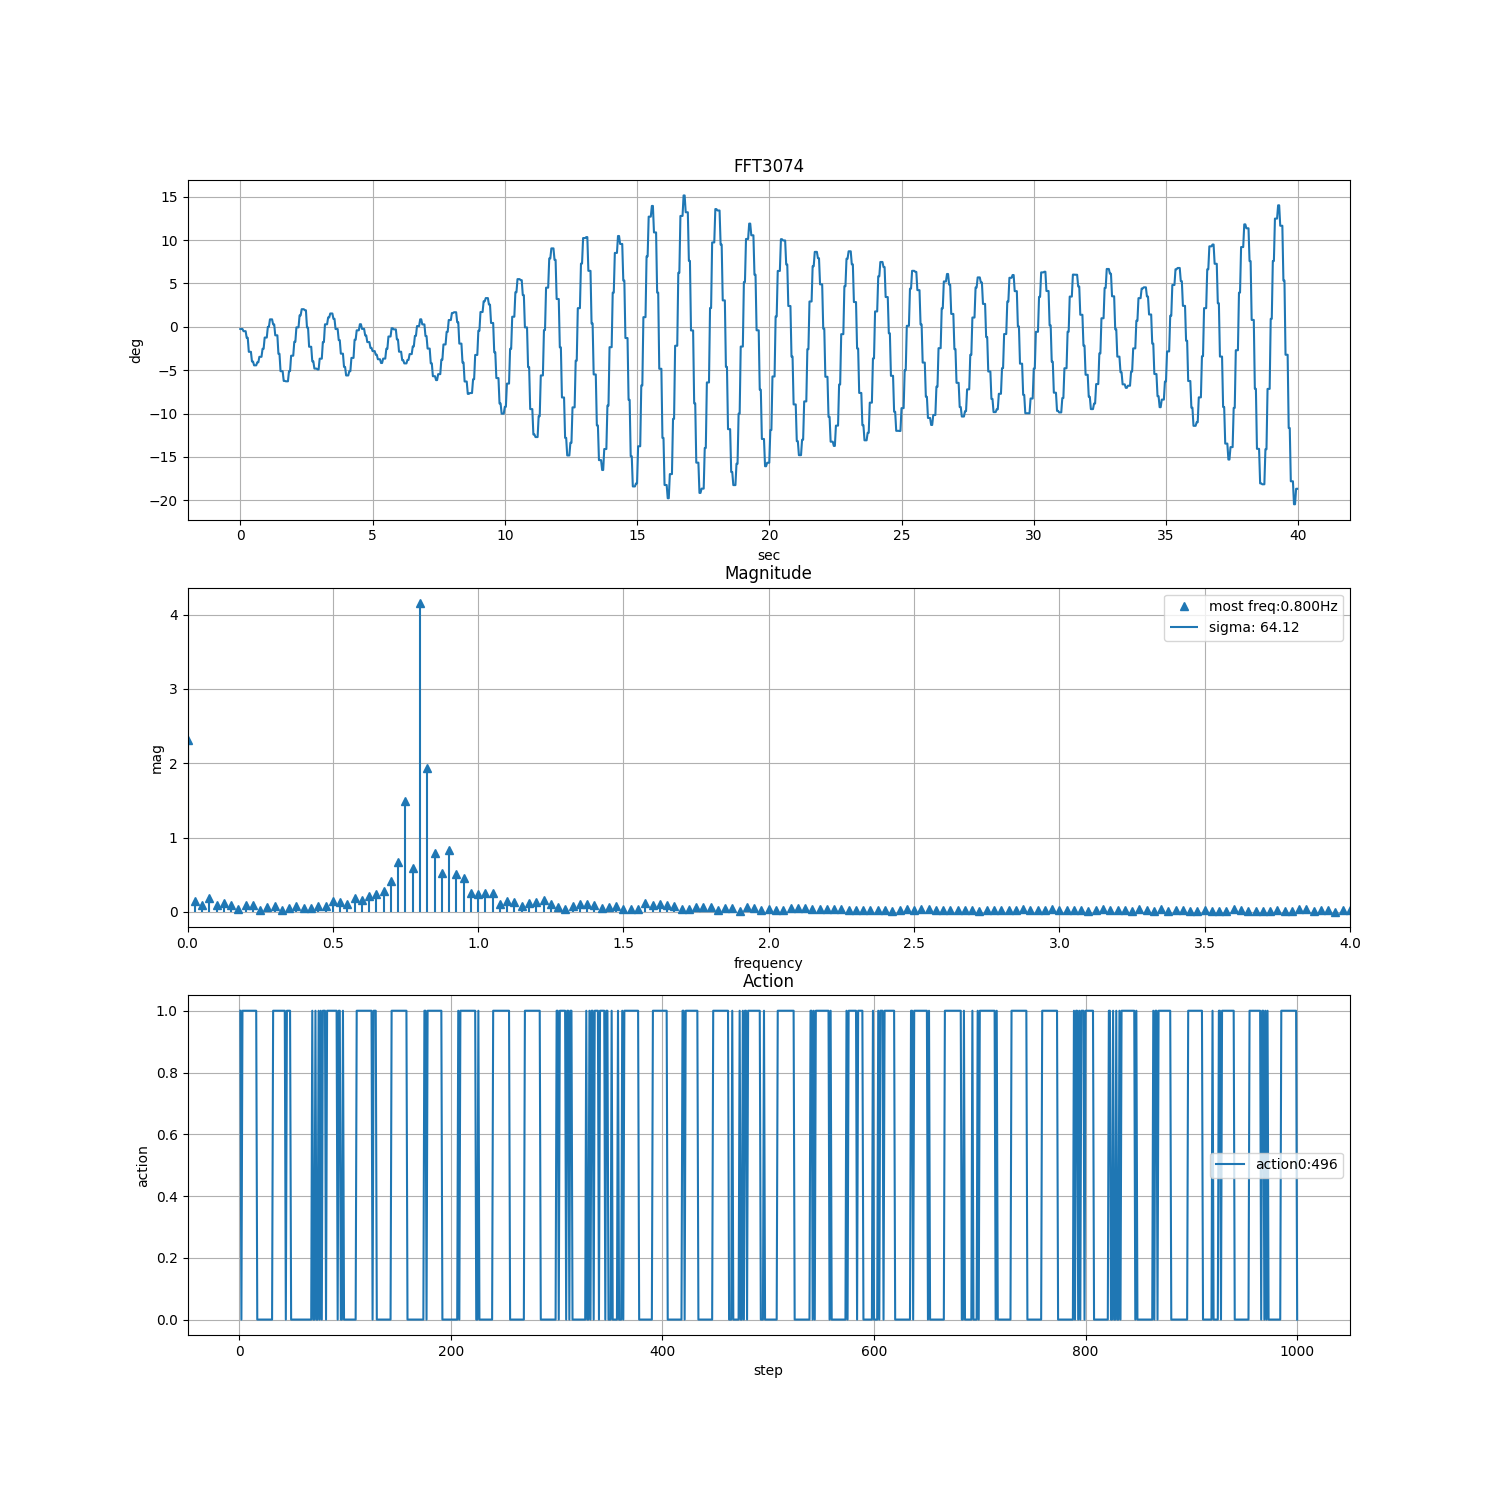 FFT3074
15
10
5
0
−5
−10
−15
−20
deg
0 5 10 15 20 25 30 35 40
sec
Magnitude
most freq:0.800Hz
sigma: 64.12
4
3
2
1
0
mag
0.0 0.5 1.0 1.5 2.0 2.5 3.0 3.5 4.0
frequency
Action
1.0
0.8
0.6
0.4
0.2
0.0
action
action0:496
0 200 400 600 800 1000
step